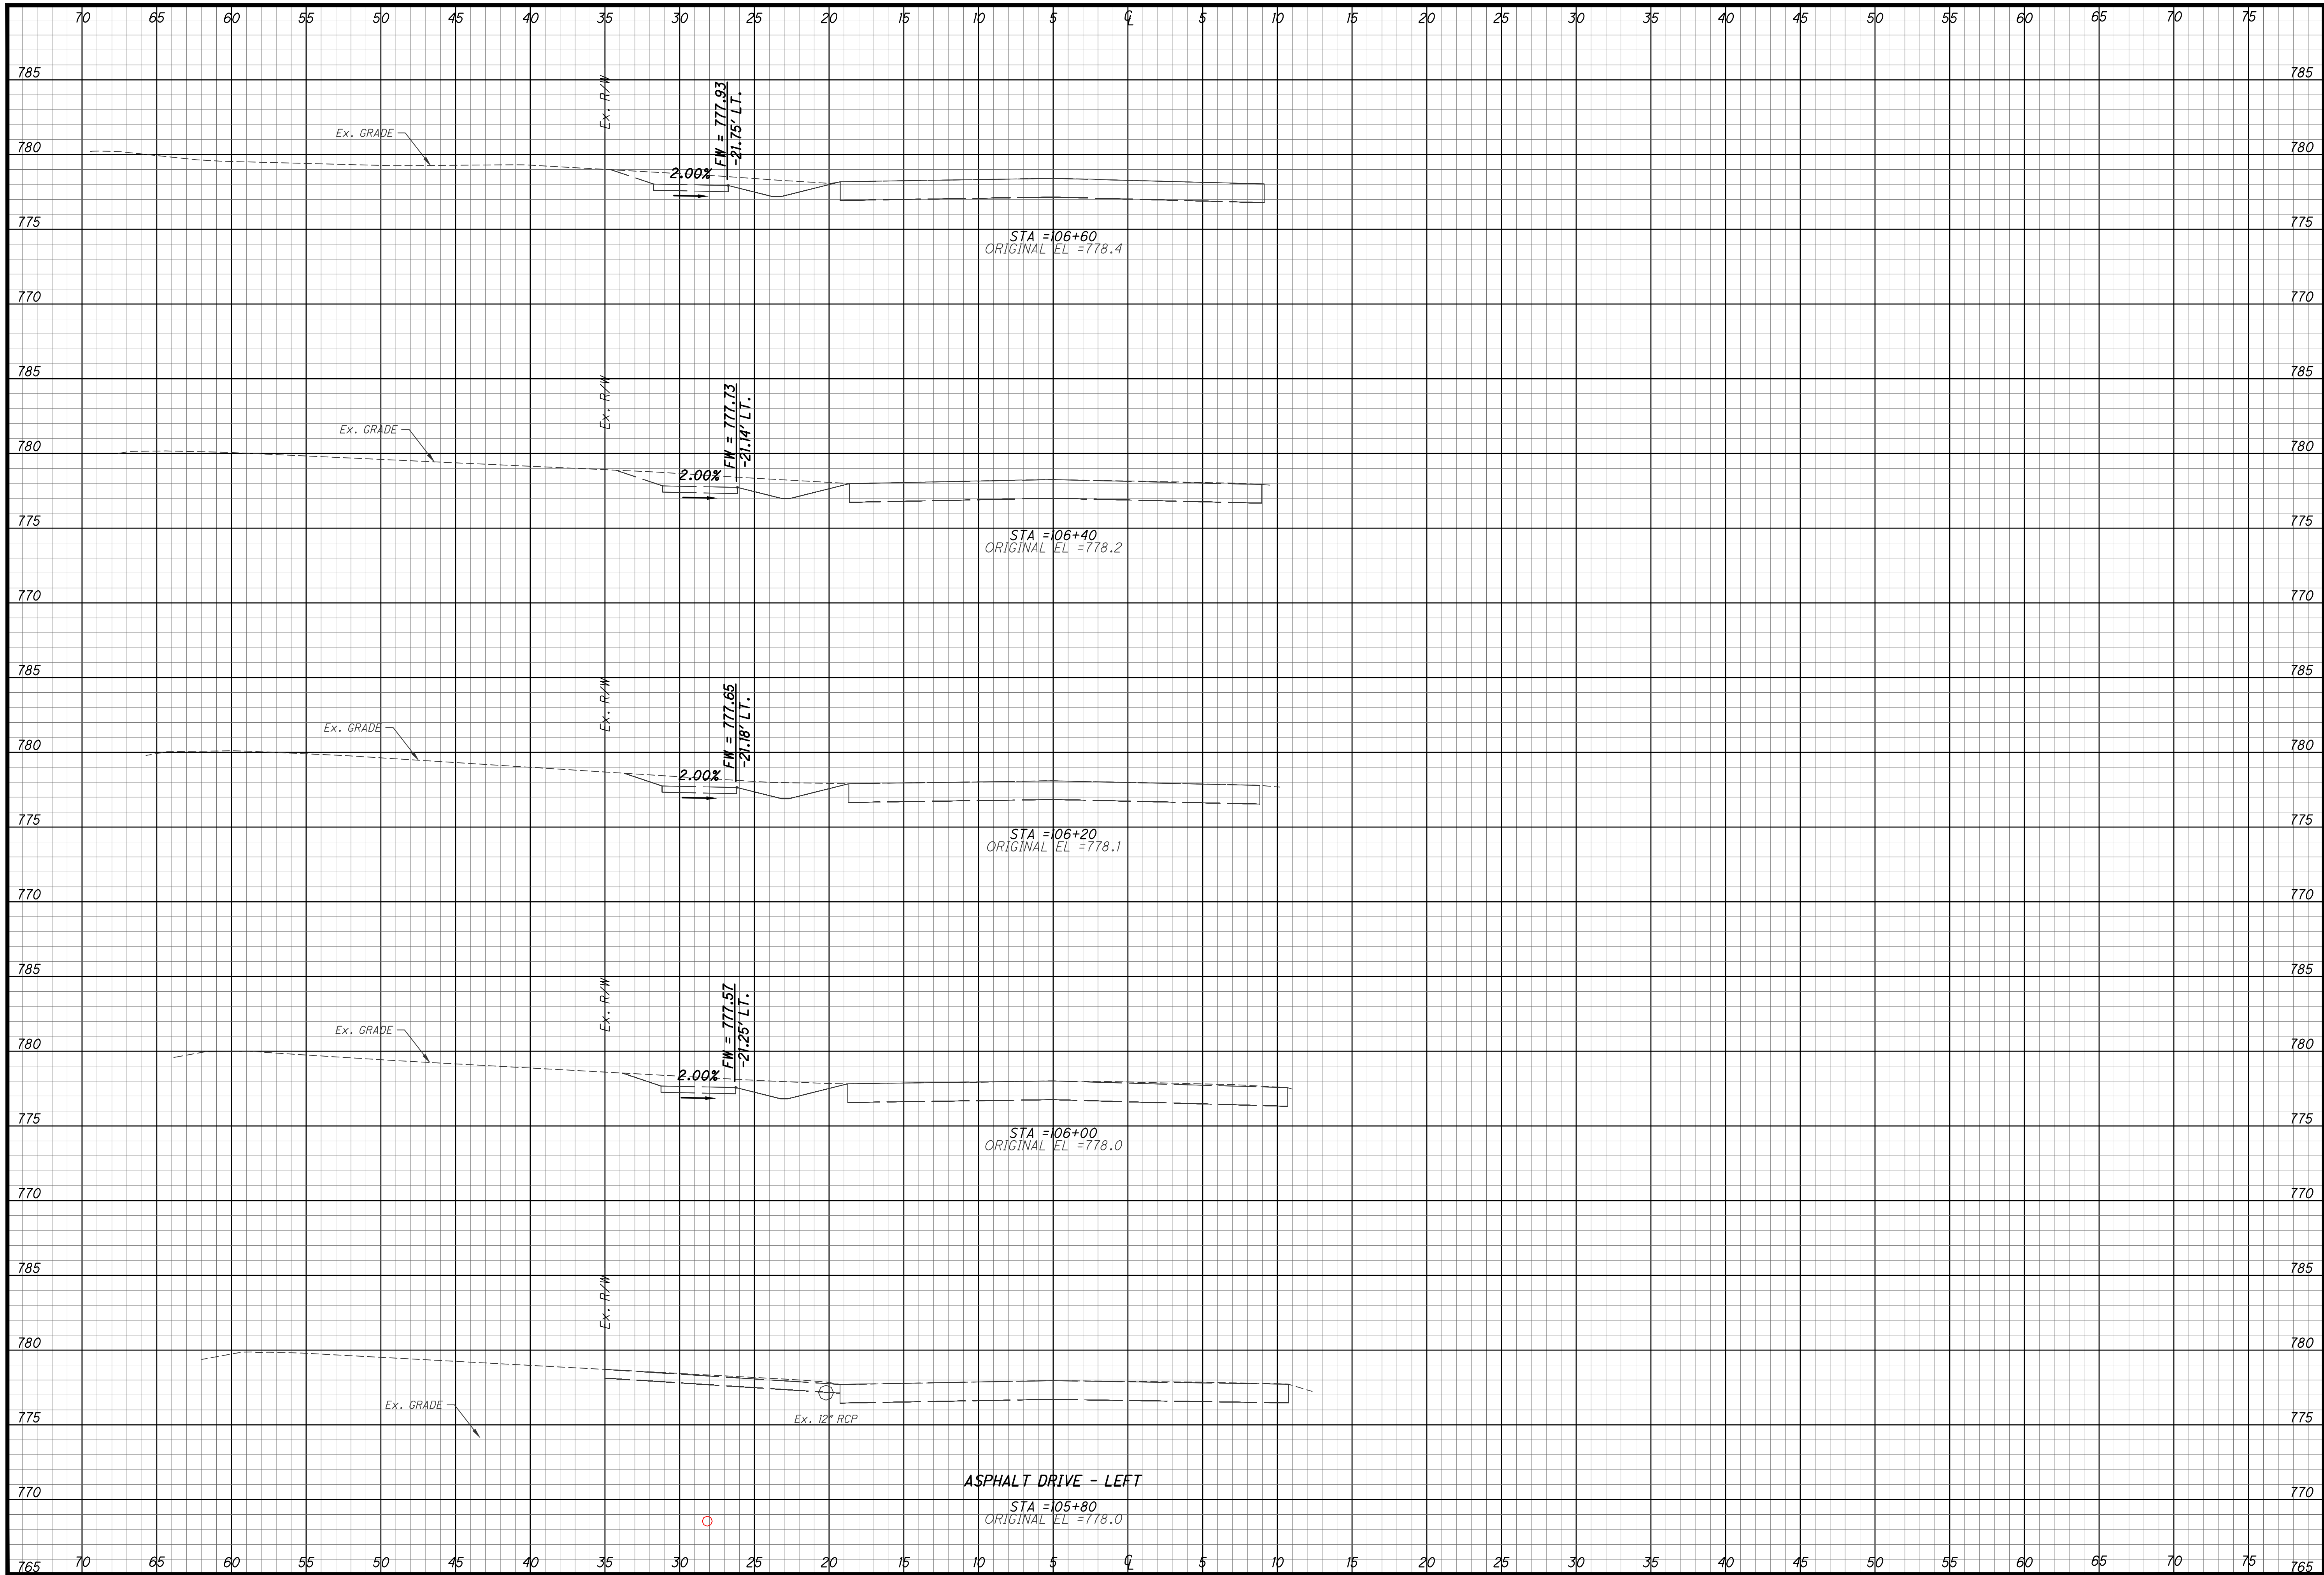 70 65 60 55 50 45 40 35 30 25 20 15 10 5 CL 5 10 15 20 25 30 35 40 45 50 55 60 65 70 75
785 785
Ex. R/W
FW = 777.93
-21.75' LT.
Ex. GRADE
780 780
2.00%
775 775
STA =106+60
ORIGINAL EL =778.4
770 770
785 785
Ex. R/W
FW = 777.73
-21.14' LT.
Ex. GRADE
780 780
2.00%
775 775
STA =106+40
ORIGINAL EL =778.2
770 770
785 785
Ex. R/W
FW = 777.65
-21.18' LT.
Ex. GRADE
780 780
2.00%
775 775
STA =106+20
ORIGINAL EL =778.1
770 770
785 785
Ex. R/W
FW = 777.57
-21.25' LT.
Ex. GRADE
780 780
2.00%
775 775
STA =106+00
ORIGINAL EL =778.0
770 770
785 785
Ex. R/W
780 780
Ex. GRADE
Ex. 12" RCP
775 775
ASPHALT DRIVE - LEFT
770 770
STA =105+80
ORIGINAL EL =778.0
765 70 65 60 55 50 45 40 35 30 25 20 15 10 5 CL 5 10 15 20 25 30 35 40 45 50 55 60 65 70 75 765